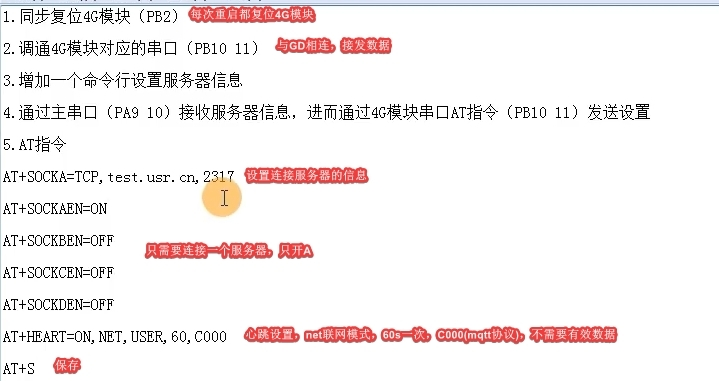 1.同步复位4G模块（PB2） 每次重启都复位4G模块
2.调通4G模块对应的串口（PB10 11） 与GD相连，接发数据
3.增加一个命令行设置服务器信息
4.通过主串口（PA9 10）接收服务器信息，进而通过4G模块串口AT指令（PB10 11）发送设置
5.AT指令
AT+SOCKA=TCP,test.usr.cn,2317 设置连接服务器的信息
AT+SOCKAEN=ON
AT+SOCKBEN=OFF
只需要连接一个服务器，只开A
AT+SOCKCEN=OFF
AT+SOCKDEN=OFF
AT+HEART=ON,NET,USER,60,C000 心跳设置，net联网模式，60s一次，C000(mqtt协议)，不需要有效数据
AT+S 保存